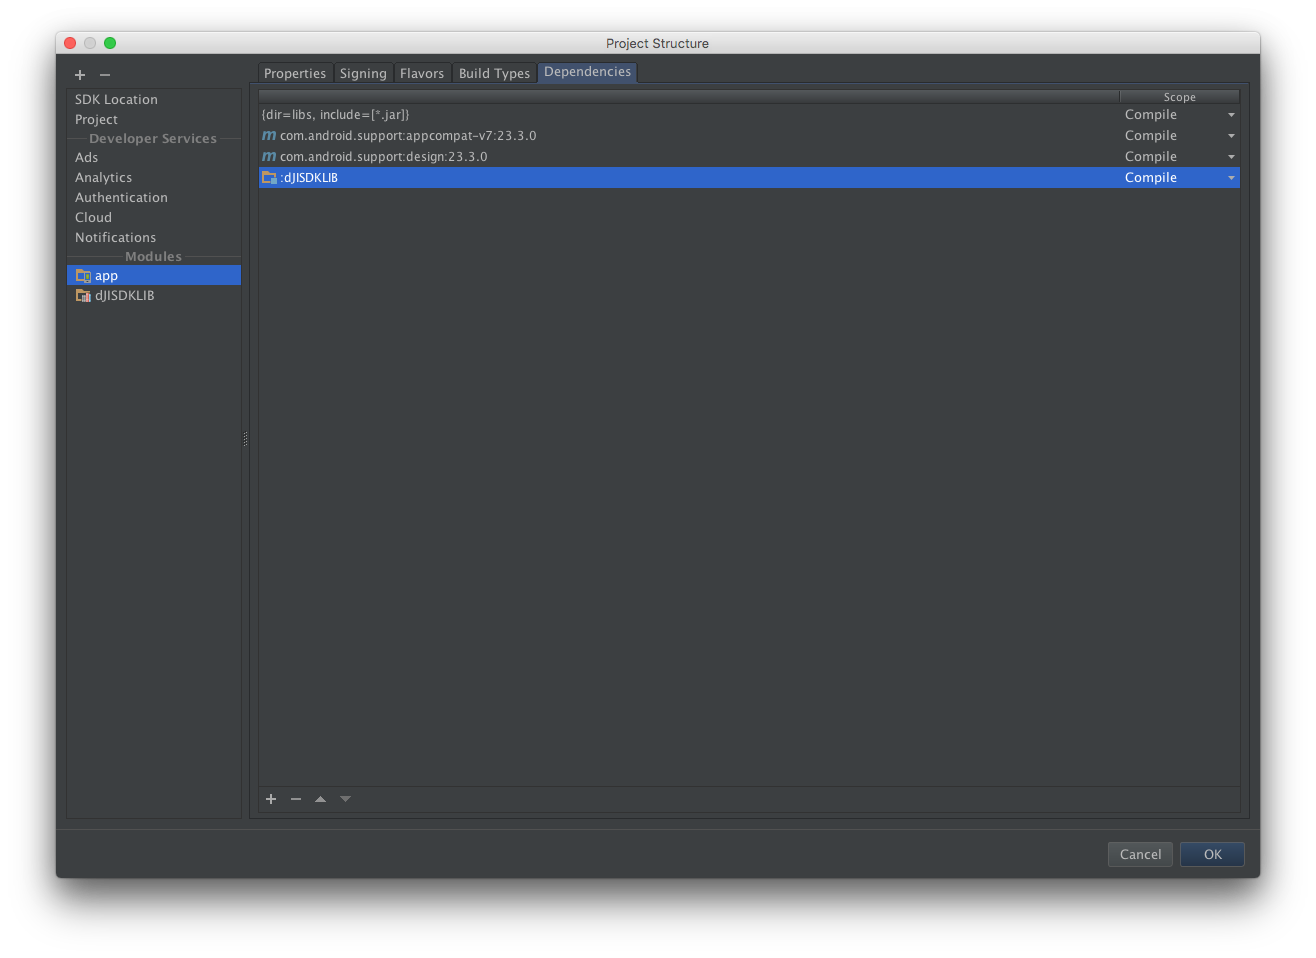 Project Structure
SDK Location
Project
Developer Services
Ads
Analytics
Authentication
Cloud
Notifications
Modules
app
dJISDKLIB
Properties Signing Flavors Build Types Dependencies
Scope
{dir=libs, include=[*.jar]} Compile
m com.android.support:appcompat-v7:23.3.0 Compile
m com.android.support:design:23.3.0 Compile
:dJISDKLIB Compile
Cancel OK